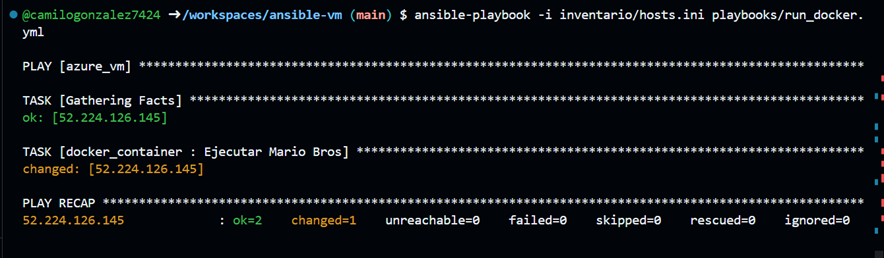 @camilogonzalez7424 ➜/workspaces/ansible-vm (main) $ ansible-playbook -i inventario/hosts.ini playbooks/run_docker.
yml
PLAY [azure_vm] ************************************************************************************************
TASK [Gathering Facts] *****************************************************************************************
ok: [52.224.126.145]
TASK [docker_container : Ejecutar Mario Bros] ******************************************************************
changed: [52.224.126.145]
PLAY RECAP *****************************************************************************************************
52.224.126.145 : ok=2 changed=1 unreachable=0 failed=0 skipped=0 rescued=0 ignored=0